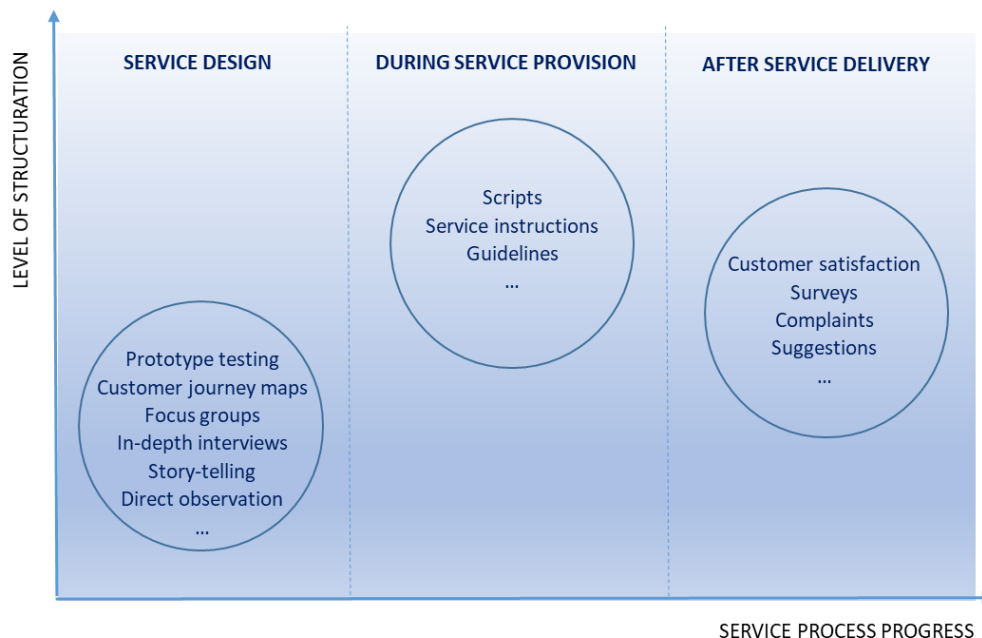 LEVEL OF STRUCTURATION
SERVICE DESIGN
Prototype testing
Customer journey maps
Focus groups
In-depth interviews
Story-telling
Direct observation
...
DURING SERVICE PROVISION
Scripts
Service instructions
Guidelines
...
AFTER SERVICE DELIVERY
Customer satisfaction
Surveys
Complaints
Suggestions
...
SERVICE PROCESS PROGRESS